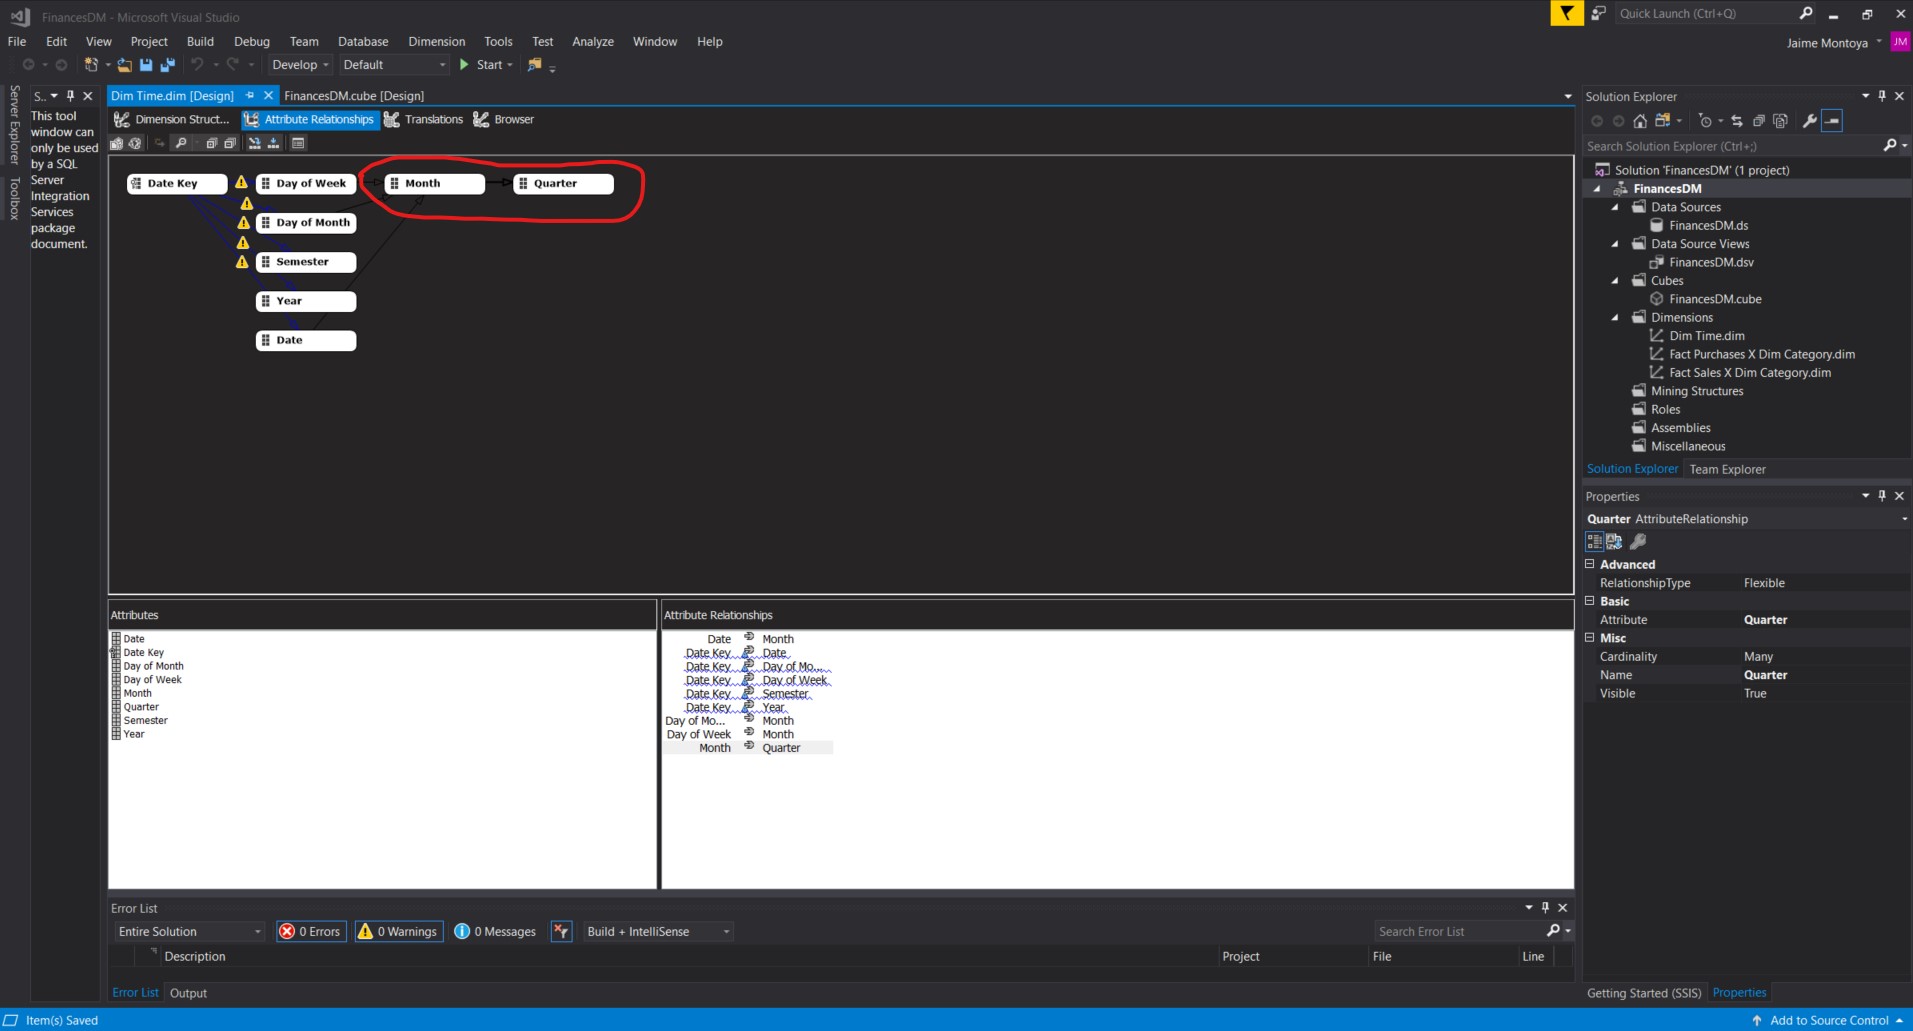 FinancesDM - Microsoft Visual Studio
Quick Launch (Ctrl+Q)
File Edit View Project Build Debug Team Database Dimension Tools Test Analyze Window Help
Jaime Montoya JM
Develop Default Start
Server Explorer
Toolbox
S..
This tool
window can
only be used
by a SQL
Server
Integration
Services
package
document.
Dim Time.dim [Design] FinancesDM.cube [Design]
Dimension Struct... Attribute Relationships Translations Browser
Date Key Day of Week Month Quarter
Day of Month
Semester
Year
Date
Attributes
Date
Date Key
Day of Month
Day of Week
Month
Quarter
Semester
Year
Attribute Relationships
Date Month
Date Key Date
Date Key Day of Mo...
Date Key Day of Week
Date Key Semester
Date Key Year
Day of Mo... Month
Day of Week Month
Month Quarter
Error List
Entire Solution 0 Errors 0 Warnings 0 Messages Build + IntelliSense Search Error List
Description Project File Line
Error List Output
Solution Explorer
Search Solution Explorer (Ctrl+;)
Solution 'FinancesDM' (1 project)
FinancesDM
Data Sources
FinancesDM.ds
Data Source Views
FinancesDM.dsv
Cubes
FinancesDM.cube
Dimensions
Dim Time.dim
Fact Purchases X Dim Category.dim
Fact Sales X Dim Category.dim
Mining Structures
Roles
Assemblies
Miscellaneous
Solution Explorer Team Explorer
Properties
Quarter AttributeRelationship
Advanced
RelationshipType Flexible
Basic
Attribute Quarter
Misc
Cardinality Many
Name Quarter
Visible True
Getting Started (SSIS) Properties
Item(s) Saved
Add to Source Control